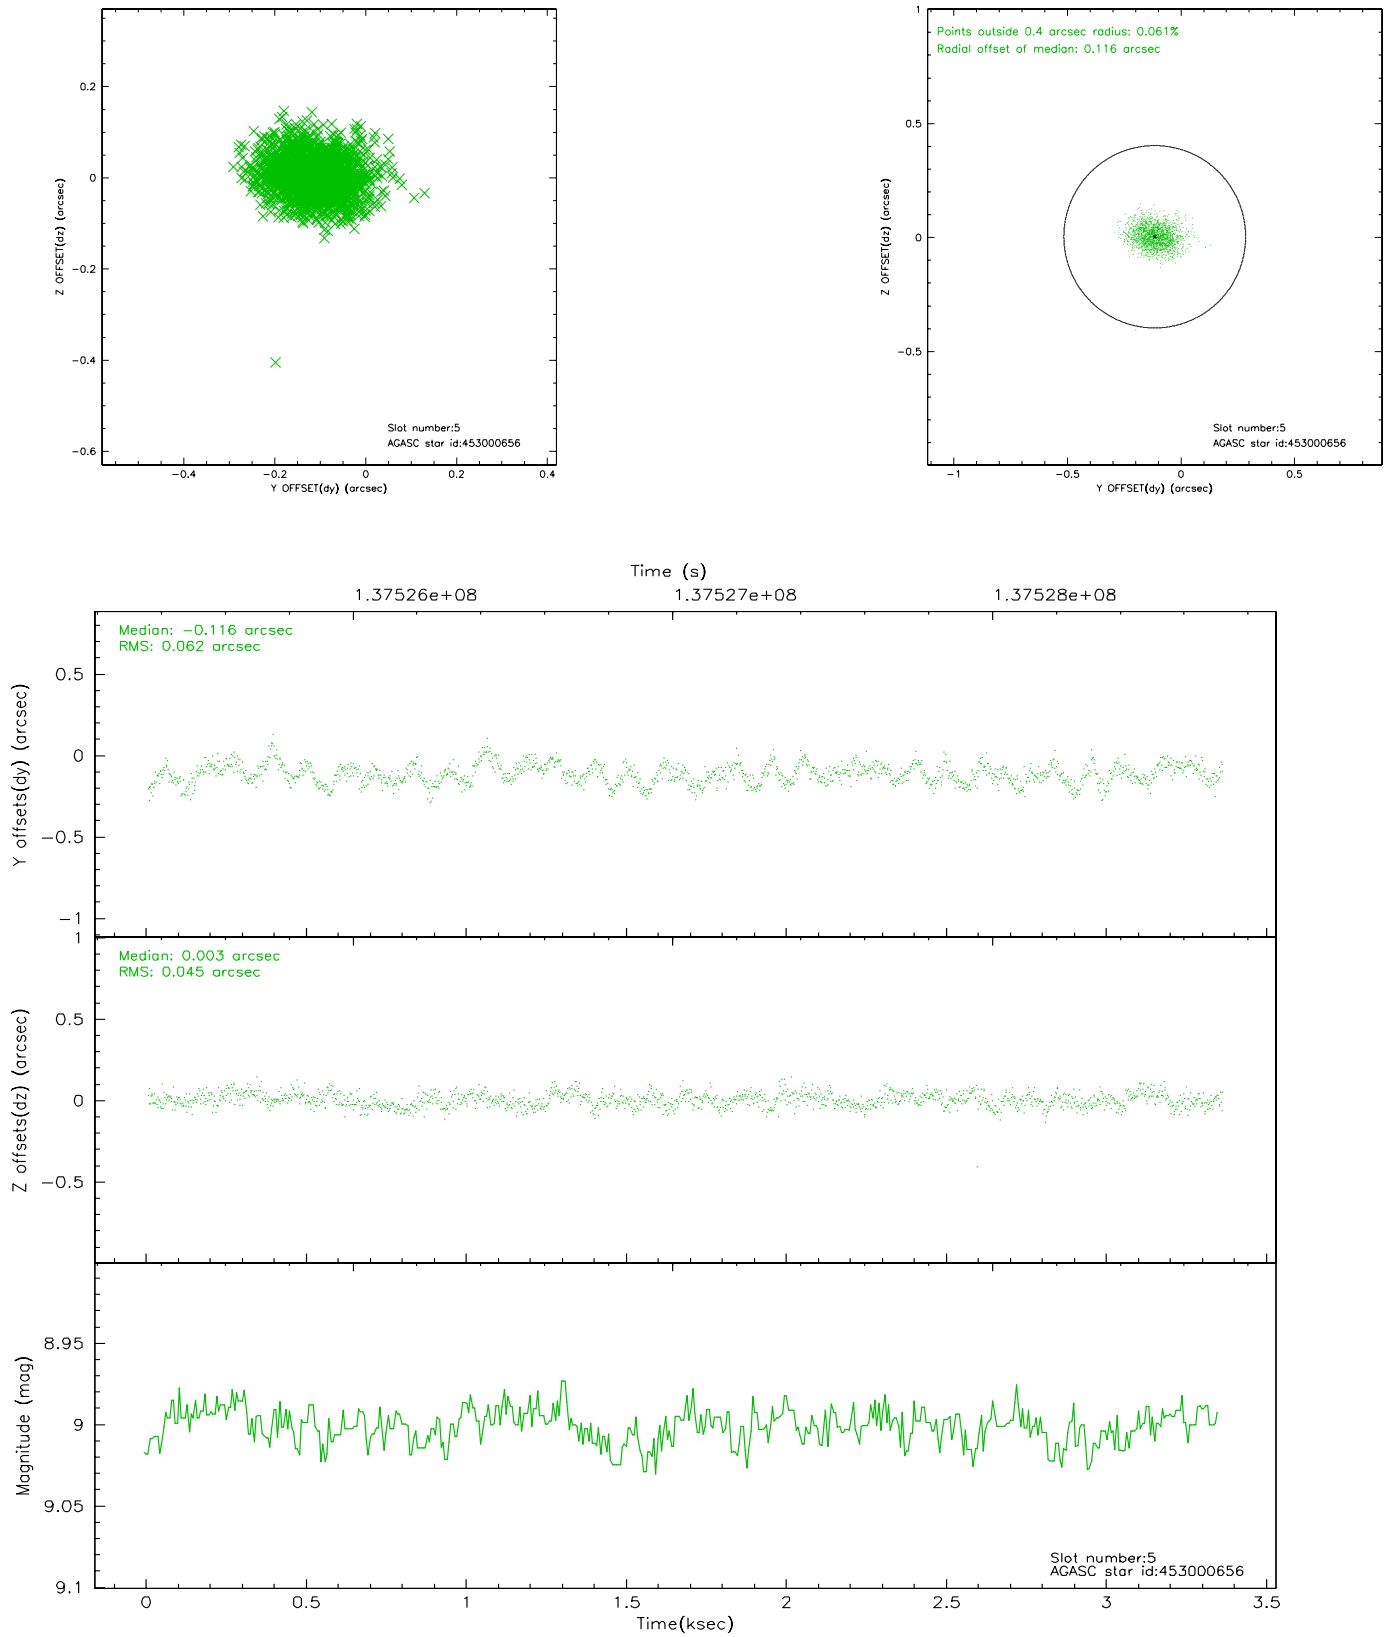 0.2
0
−0.2
−0.4
−0.6
Z OFFSET(dz) (arcsec)
−0.4
−0.2
0
0.2
0.4
Y OFFSET(dy) (arcsec)
Slot number:5
AGASC star id:453000656
Points outside 0.4 arcsec radius: 0.061%
Radial offset of median: 0.116 arcsec
1
0.5
0
−0.5
Z OFFSET(dz) (arcsec)
−1
−0.5
0
0.5
Y OFFSET(dy) (arcsec)
Slot number:5
AGASC star id:453000656
Time (s)
1.37526e+08
1.37527e+08
1.37528e+08
Median: −0.116 arcsec
RMS: 0.062 arcsec
0.5
0
−0.5
−1
Y offsets(dy) (arcsec)
Median: 0.003 arcsec
RMS: 0.045 arcsec
1
0.5
0
−0.5
Z offsets(dz) (arcsec)
8.95
9
9.05
9.1
Magnitude (mag)
Slot number:5
AGASC star id:453000656
0
0.5
1
1.5
2
2.5
3
3.5
Time(ksec)